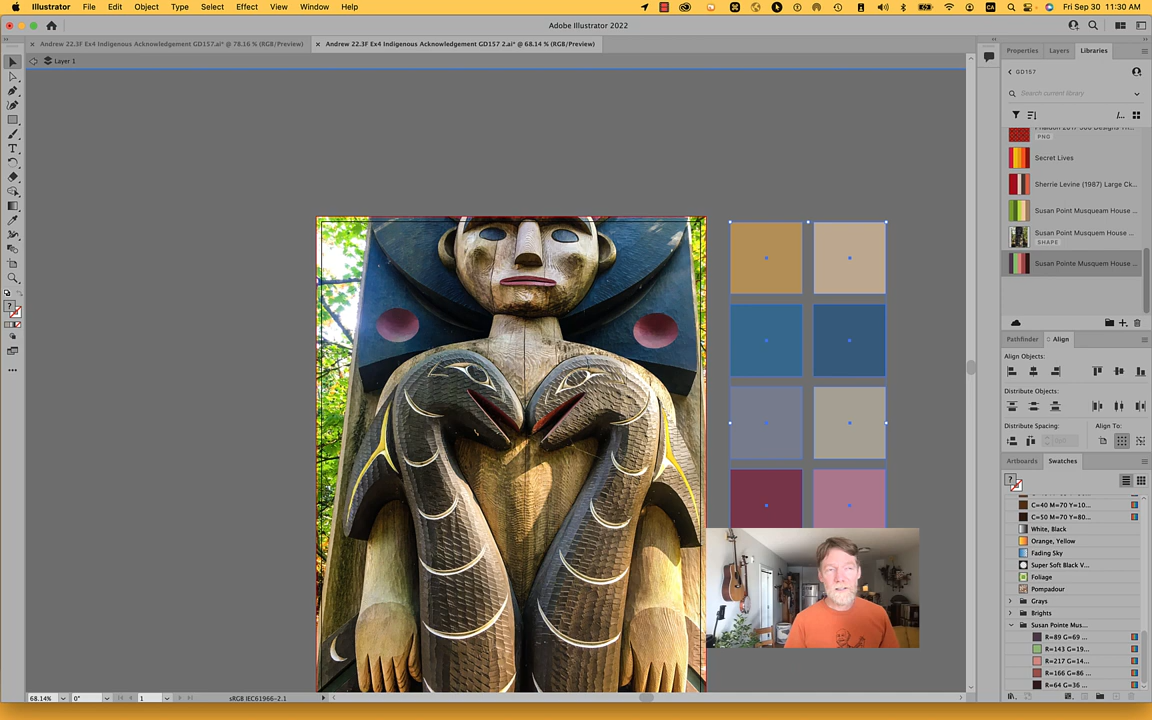 Illustrator File Edit Object Type Select Effect View Window Help
Fri Sep 30 11:30 AM
Adobe Illustrator 2022
Andrew 22.3F Ex4 Indigenous Acknowledgement GD157.ai* @ 78.16 % (RGB/Preview)
Andrew 22.3F Ex4 Indigenous Acknowledgement GD157 2.ai* @ 68.14 % (RGB/Preview)
Layer 1
Properties Layers Libraries
GD157
Search current library
PNG
Secret Lives
Sherrie Levine (1987) Large Ck...
Susan Point Musqueam House ...
Susan Point Musquem House ...
SHAPE
Susan Pointe Musquem House ...
Pathfinder Align
Align Objects:
Distribute Objects:
Distribute Spacing:
Align To:
Artboards Swatches
C=40 M=70 Y=10...
C=50 M=70 Y=80...
White, Black
Orange, Yellow
Fading Sky
Super Soft Black V...
Foliage
Pompadour
Grays
Brights
Susan Pointe Mus...
R=89 G=69 ...
R=143 G=19...
R=217 G=14...
R=166 G=86 ...
R=64 G=36 ...
68.14% 0° 1 sRGB IEC61966-2.1